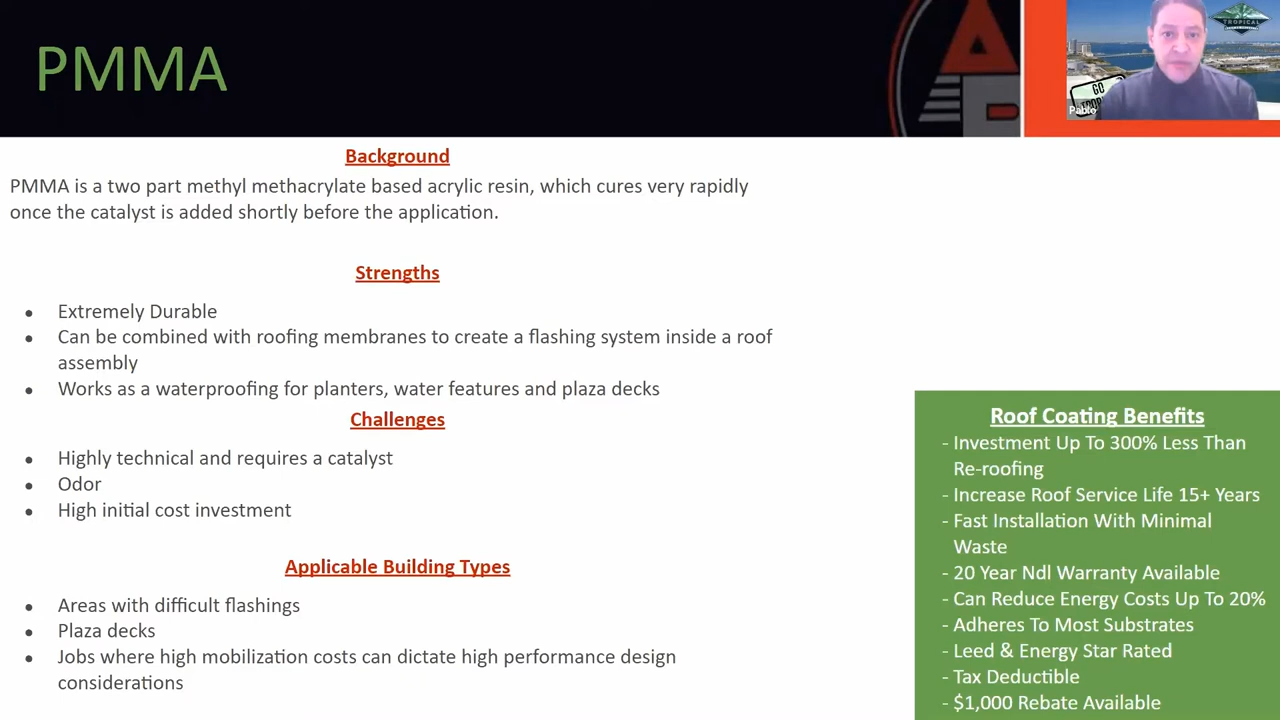 PMMA
TROPICAL
GO
Pablo
Background
PMMA is a two part methyl methacrylate based acrylic resin, which cures very rapidly
once the catalyst is added shortly before the application.
Strengths
• Extremely Durable
• Can be combined with roofing membranes to create a flashing system inside a roof
assembly
• Works as a waterproofing for planters, water features and plaza decks
Challenges
• Highly technical and requires a catalyst
• Odor
• High initial cost investment
Applicable Building Types
• Areas with difficult flashings
• Plaza decks
• Jobs where high mobilization costs can dictate high performance design
considerations
Roof Coating Benefits
- Investment Up To 300% Less Than
Re-roofing
- Increase Roof Service Life 15+ Years
- Fast Installation With Minimal
Waste
- 20 Year Ndl Warranty Available
- Can Reduce Energy Costs Up To 20%
- Adheres To Most Substrates
- Leed & Energy Star Rated
- Tax Deductible
- $1,000 Rebate Available